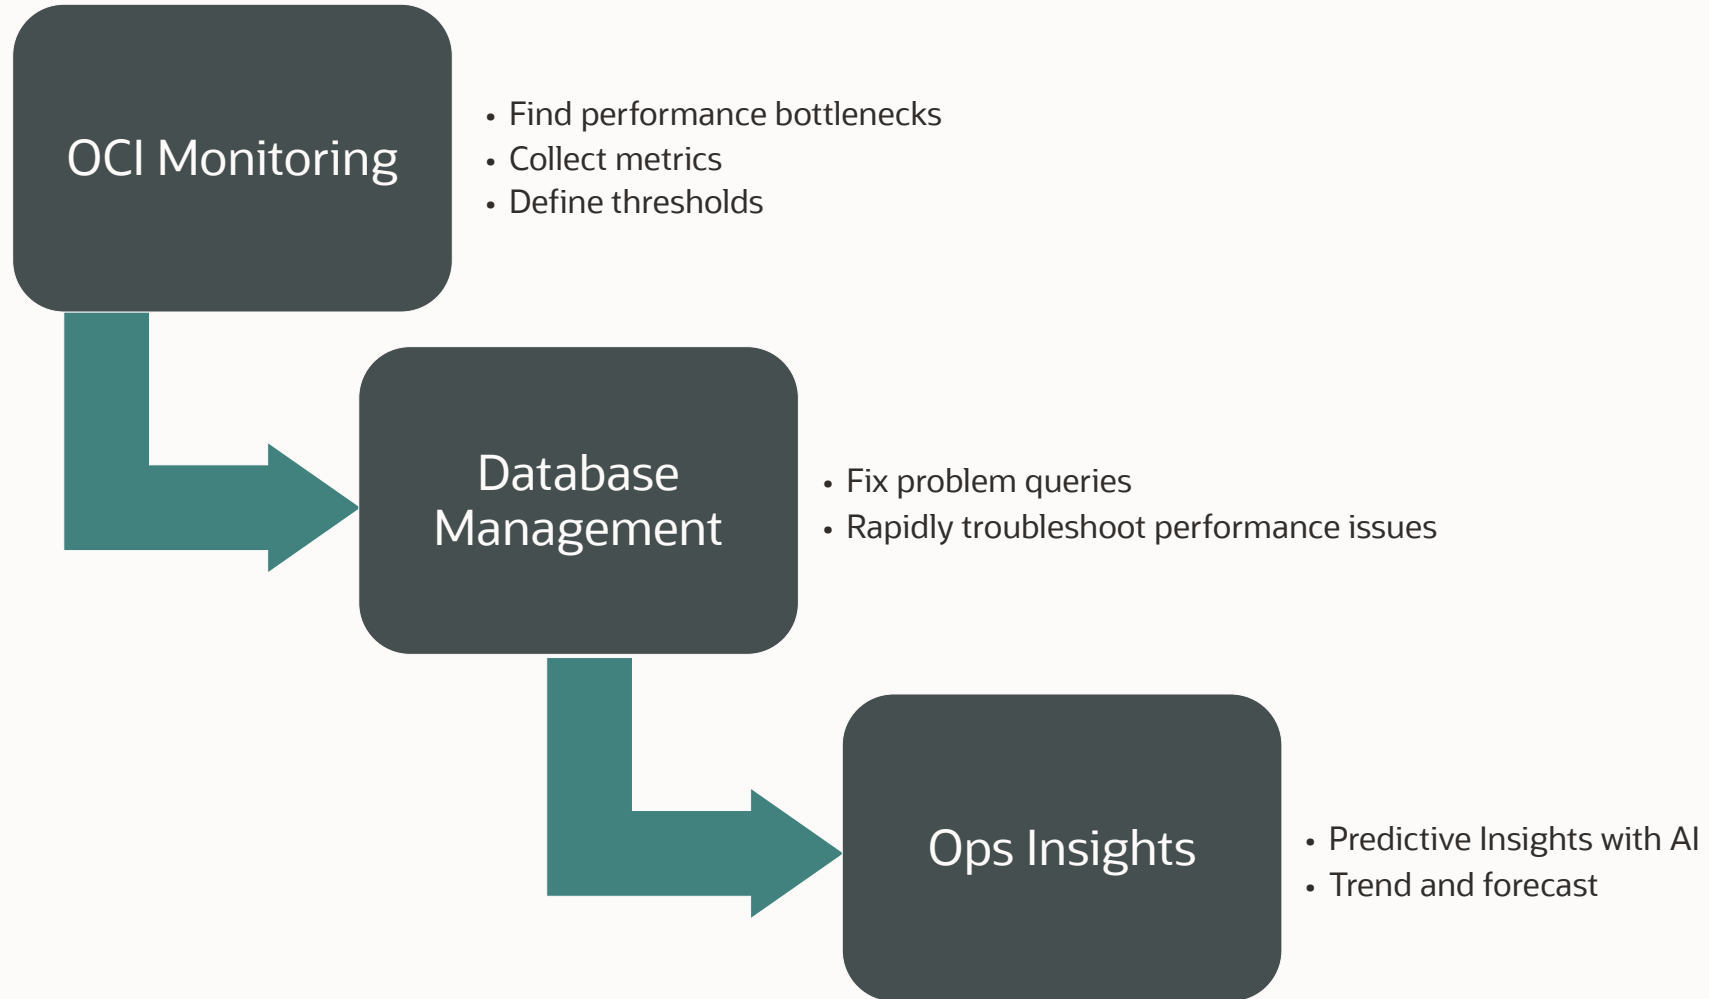 OCI Monitoring
• Find performance bottlenecks
• Collect metrics
• Define thresholds
Database
Management
• Fix problem queries
• Rapidly troubleshoot performance issues
Ops Insights
• Predictive Insights with AI
• Trend and forecast